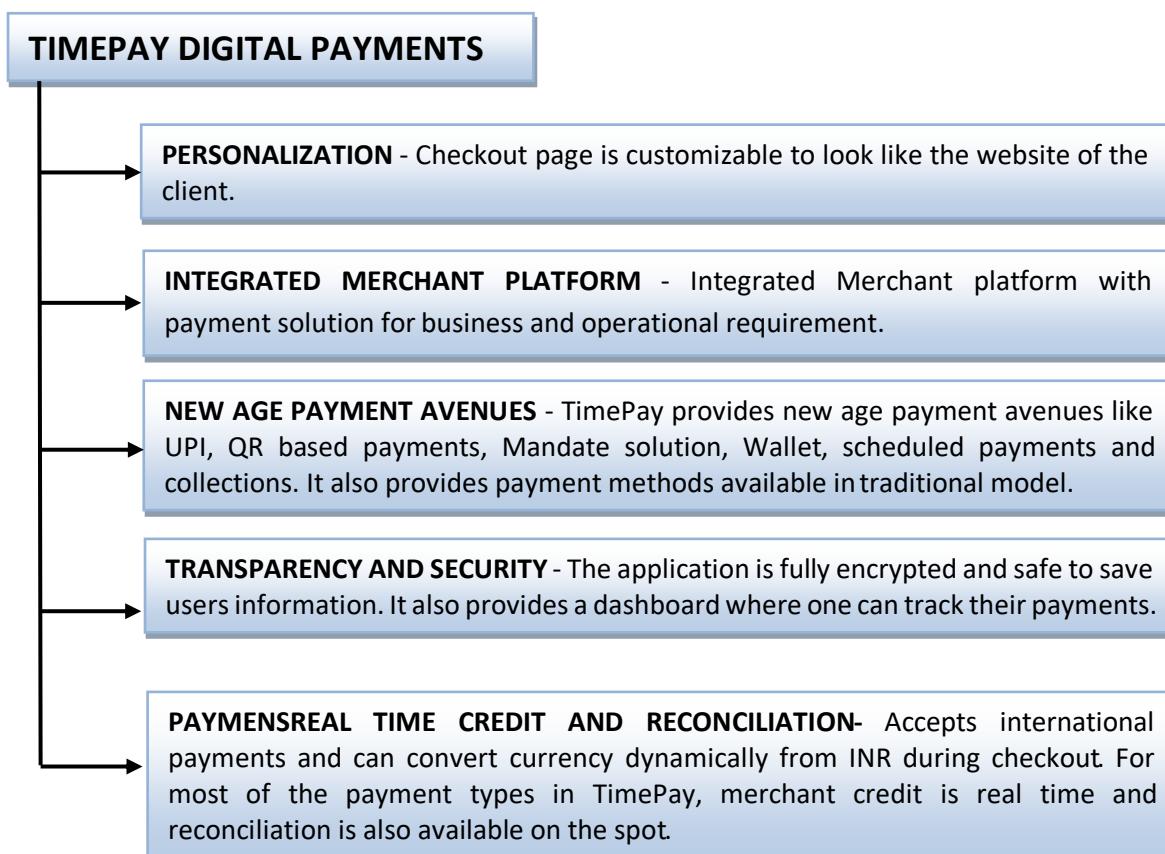 TIMEPAY DIGITAL PAYMENTS
PERSONALIZATION - Checkout page is customizable to look like the website of the
client.
INTEGRATED MERCHANT PLATFORM - Integrated Merchant platform with
payment solution for business and operational requirement.
NEW AGE PAYMENT AVENUES - TimePay provides new age payment avenues like
UPI, QR based payments, Mandate solution, Wallet, scheduled payments and
collections. It also provides payment methods available in traditional model.
TRANSPARENCY AND SECURITY - The application is fully encrypted and safe to save
users information. It also provides a dashboard where one can track their payments.
PAYMENSREAL TIME CREDIT AND RECONCILIATION- Accepts international
payments and can convert currency dynamically from INR during checkout. For
most of the payment types in TimePay, merchant credit is real time and
reconciliation is also available on the spot.